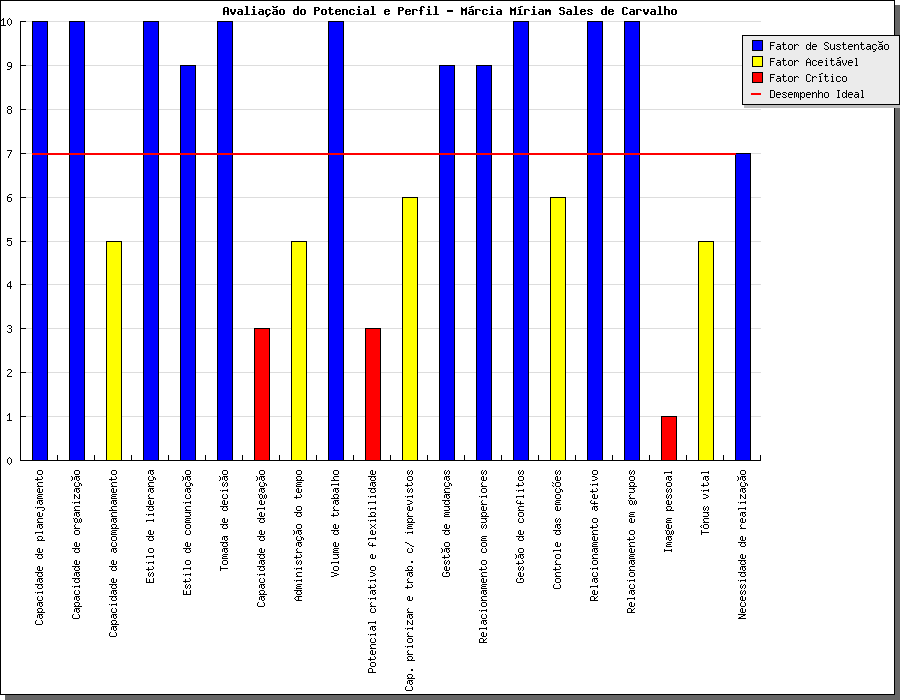 Avaliação do Potencial e Perfil - Márcia Míriam Sales de Carvalho
Fator de Sustentação
Fator Aceitável
Fator Crítico
Desempenho Ideal
10
9
8
7
6
5
4
3
2
1
0
Capacidade de planejamento
Capacidade de organização
Capacidade de acompanhamento
Estilo de liderança
Estilo de comunicação
Tomada de decisão
Capacidade de delegação
Administração do tempo
Volume de trabalho
Potencial criativo e flexibilidade
Cap. priorizar e trab. c/ imprevistos
Gestão de mudanças
Relacionamento com superiores
Gestão de conflitos
Controle das emoções
Relacionamento afetivo
Relacionamento em grupos
Imagem pessoal
Tônus vital
Necessidade de realização